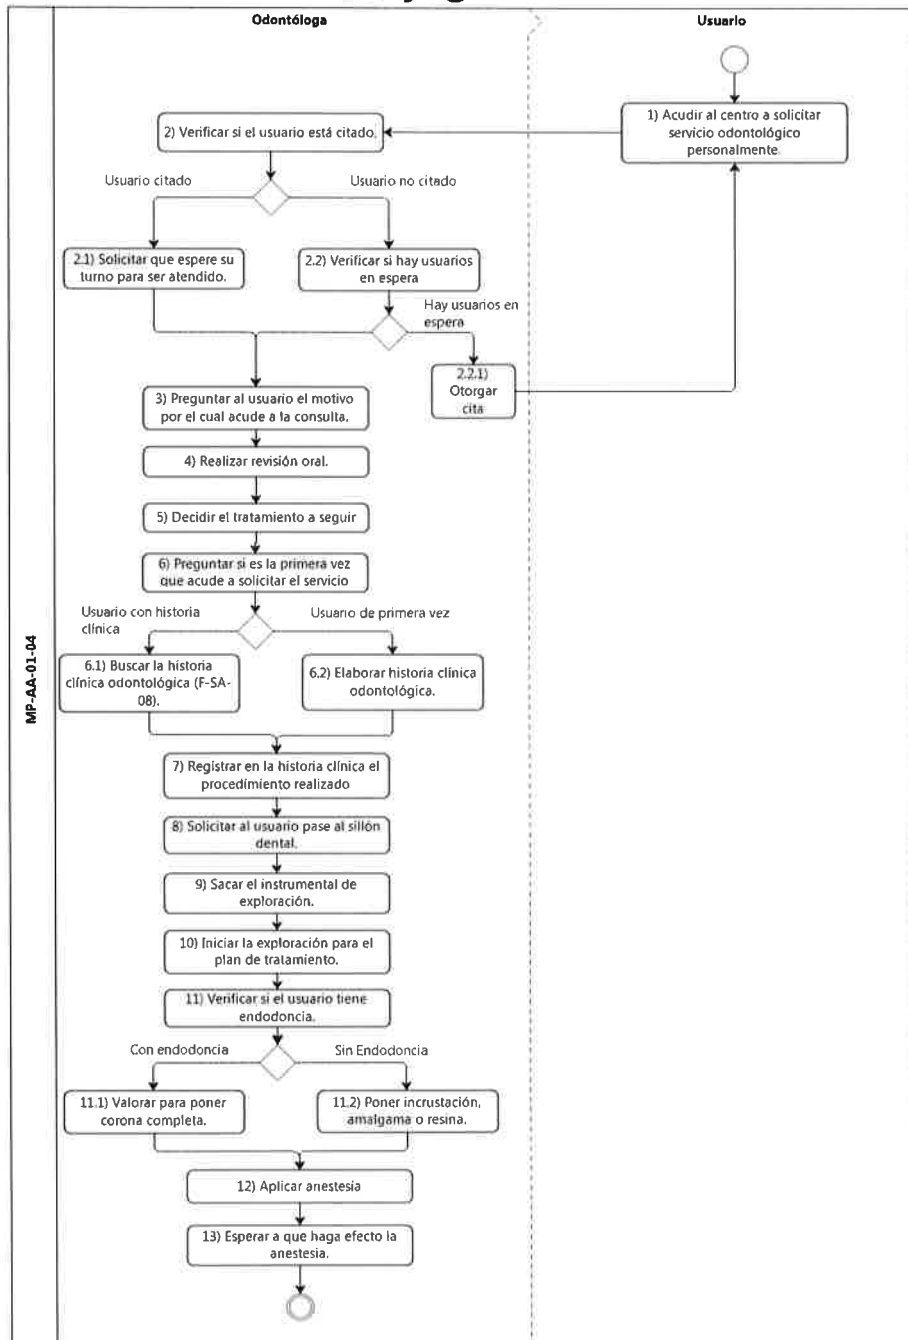 Odontóloga
Usuario
1) Acudir al centro a solicitar
servicio odontológico
personalmente.
2) Verificar si el usuario está citado.
Usuario citado
Usuario no citado
2.1) Solicitar que espere su
turno para ser atendido.
2.2) Verificar si hay usuarios
en espera
Hay usuarios en
espera
2.2.1)
Otorgar
cita
3) Preguntar al usuario el motivo
por el cual acude a la consulta.
4) Realizar revisión oral.
5) Decidir el tratamiento a seguir
6) Preguntar si es la primera vez
que acude a solicitar el servicio
Usuario con historia
clínica
Usuario de primera vez
6.1) Buscar la historia
clínica odontológica (F-SA-
08).
6.2) Elaborar historia clínica
odontológica.
MP-AA-01-04
7) Registrar en la historia clínica el
procedimiento realizado
8) Solicitar al usuario pase al sillón
dental.
9) Sacar el instrumental de
exploración.
10) Iniciar la exploración para el
plan de tratamiento.
11) Verificar si el usuario tiene
endodoncia.
Con endodoncia
Sin Endodoncia
11.1) Valorar para poner
corona completa.
11.2) Poner incrustación,
amalgama o resina.
12) Aplicar anestesia
13) Esperar a que haga efecto la
anestesia.